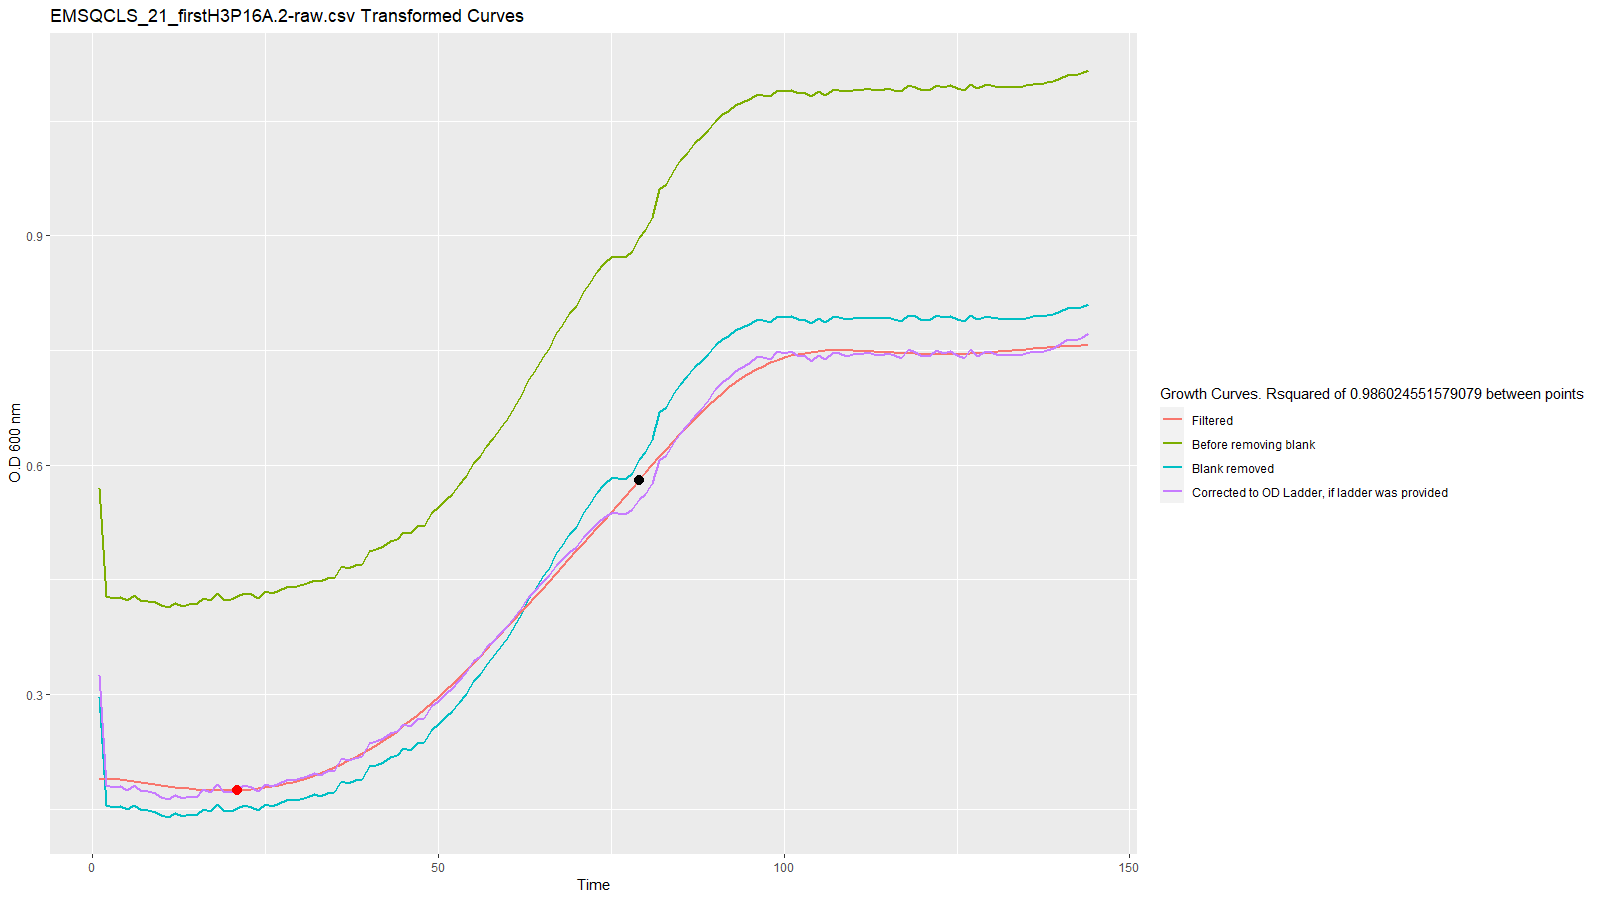 EMSQCLS_21_firstH3P16A.2-raw.csv Transformed Curves
O.D 600 nm
0.9
0.6
0.3
0
50
100
150
Time
Growth Curves. Rsquared of 0.986024551579079 between points
Filtered
Before removing blank
Blank removed
Corrected to OD Ladder, if ladder was provided